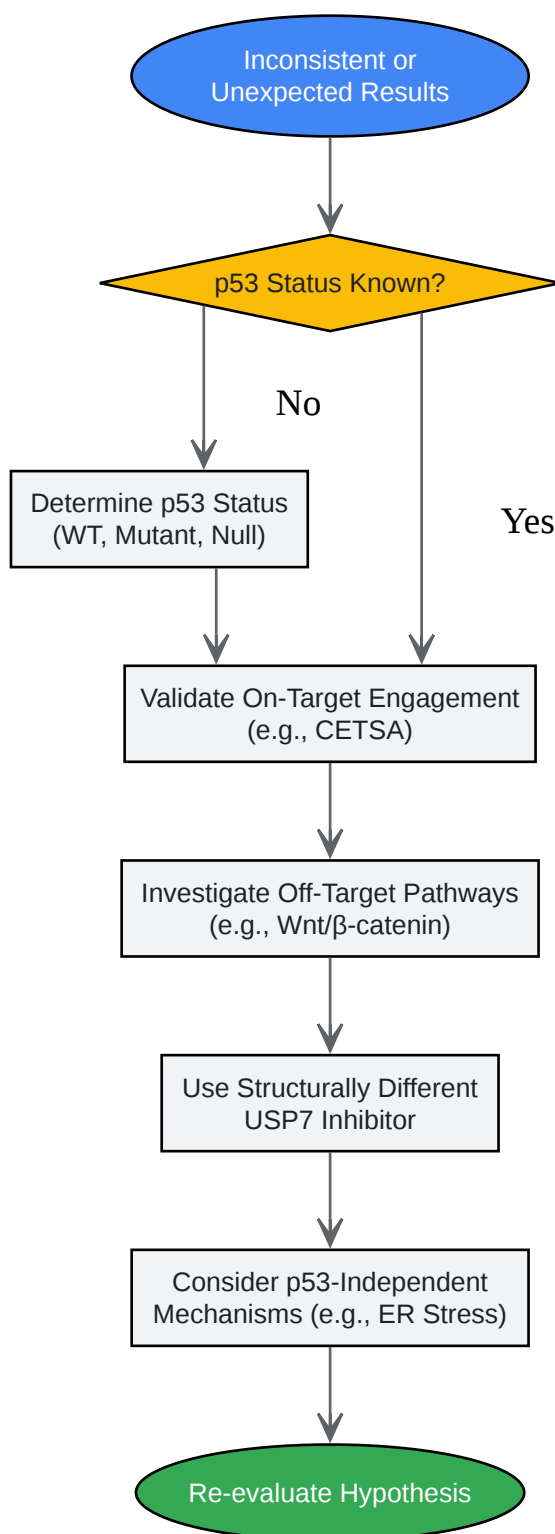 Inconsistent or
Unexpected Results
p53 Status Known?
No
Determine p53 Status
(WT, Mutant, Null)
Yes
Validate On-Target Engagement
(e.g., CETSA)
Investigate Off-Target Pathways
(e.g., Wnt/β-catenin)
Use Structurally Different
USP7 Inhibitor
Consider p53-Independent
Mechanisms (e.g., ER Stress)
Re-evaluate Hypothesis